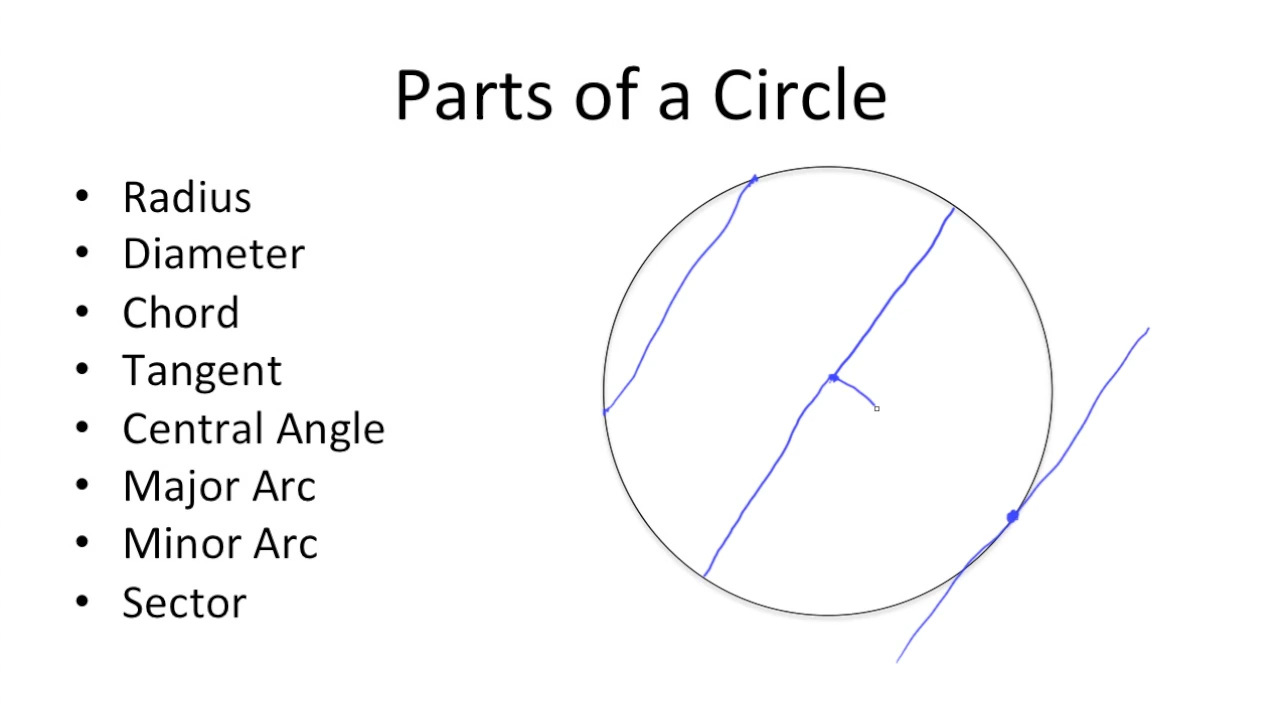 Parts of a Circle
• Radius
• Diameter
• Chord
• Tangent
• Central Angle
• Major Arc
• Minor Arc
• Sector